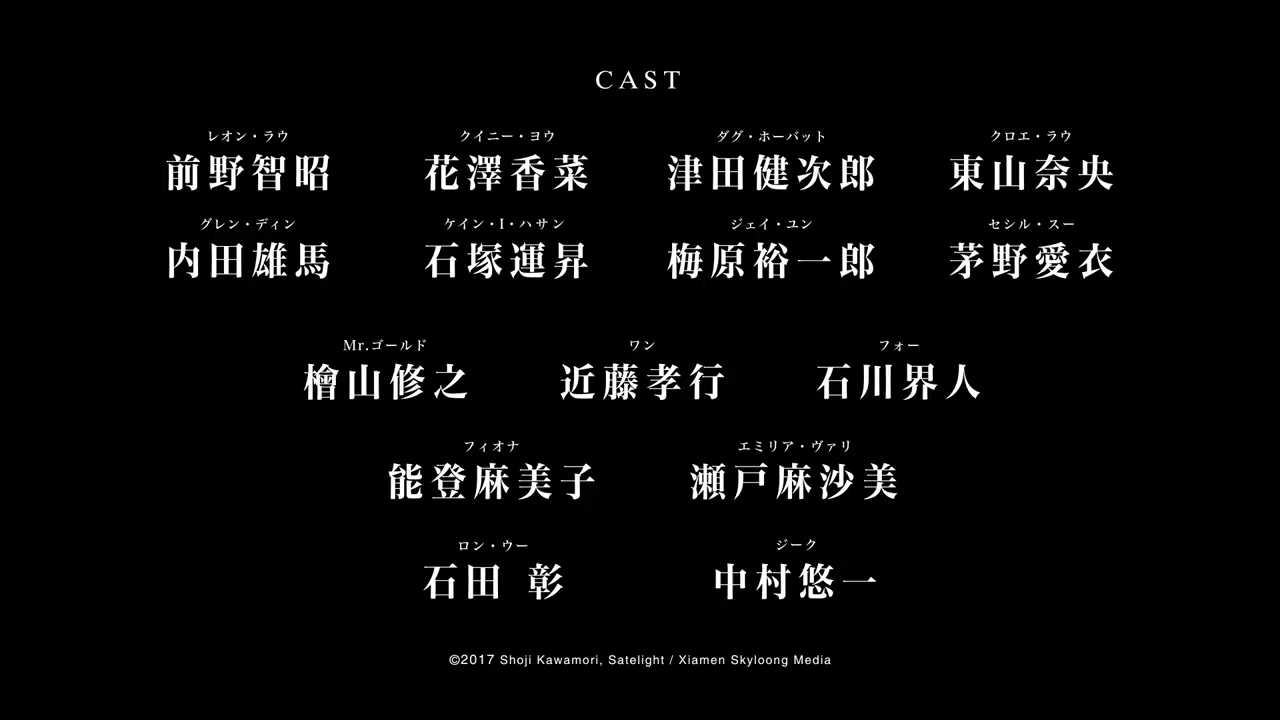 CAST
レオン・ラウ クイニー・ヨウ ダグ・ホーバット クロエ・ラウ
前野智昭 花澤香菜 津田健次郎 東山奈央
グレン・ディン ケイン・I・ハサン ジェイ・ユン セシル・スー
内田雄馬 石塚運昇 梅原裕一郎 茅野愛衣
Mr.ゴールド ワン フォー
檜山修之 近藤孝行 石川界人
フィオナ エミリア・ヴァリ
能登麻美子 瀬戸麻沙美
ロン・ウー ジーク
石田 彰 中村悠一
©2017 Shoji Kawamori, Satelight / Xiamen Skyloong Media